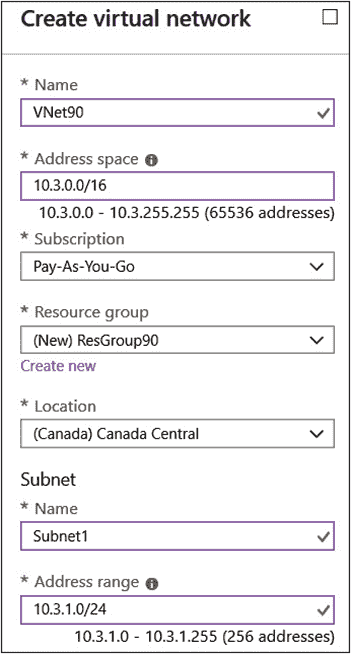 Create virtual network
* Name
VNet90
* Address space
10.3.0.0/16
10.3.0.0 - 10.3.255.255 (65536 addresses)
* Subscription
Pay-As-You-Go
* Resource group
(New) ResGroup90
Create new
* Location
(Canada) Canada Central
Subnet
* Name
Subnet1
* Address range
10.3.1.0/24
10.3.1.0 - 10.3.1.255 (256 addresses)